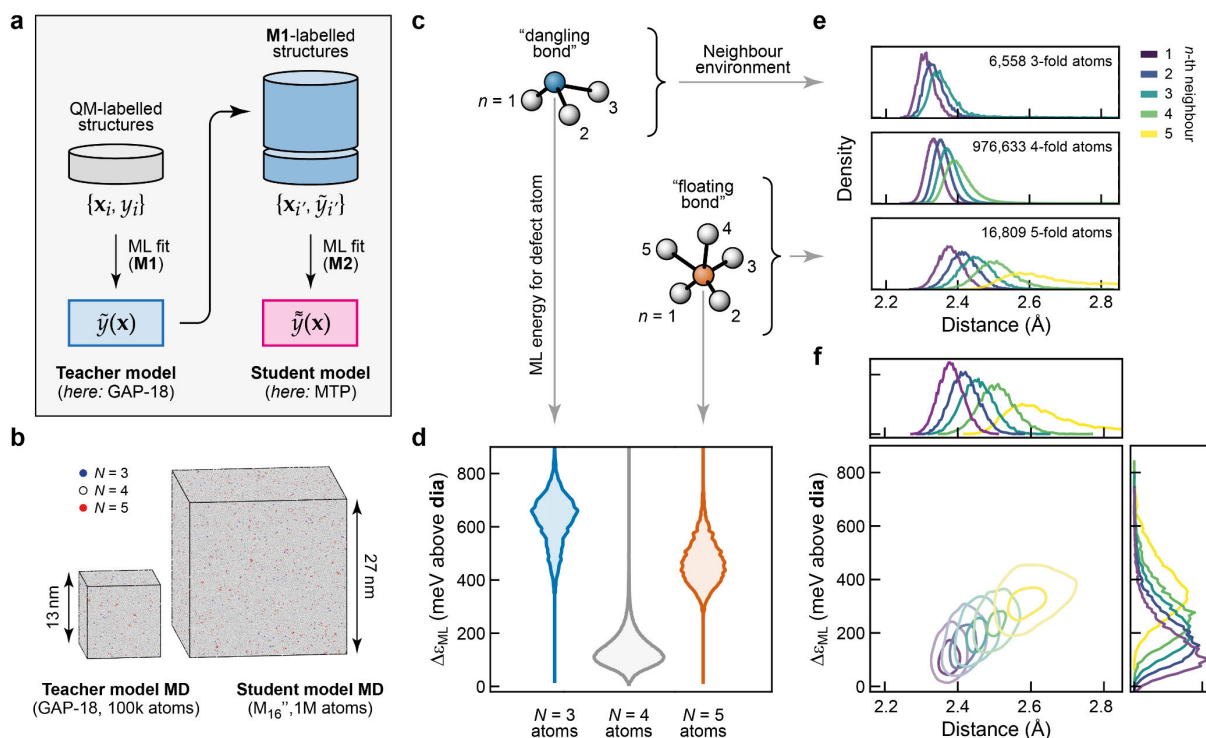 a
M1-labelled
structures
QM-labelled
structures
{xᵢ, yᵢ}
{xᵢ′, ỹᵢ′}
ML fit
(M1)
ML fit
(M2)
ỹ(x)
ỹ̃(x)
Teacher model
(here: GAP-18)
Student model
(here: MTP)
b
N = 3
N = 4
N = 5
13 nm
27 nm
Teacher model MD
(GAP-18, 100k atoms)
Student model MD
(M₁₆″,1M atoms)
c
“dangling
bond”
n = 1
2
3
Neighbour
environment
“floating
bond”
5
4
3
n = 1
2
ML energy for defect atom
d
ΔεML (meV above dia)
800
600
400
200
0
N = 3
atoms
N = 4
atoms
N = 5
atoms
e
6,558 3-fold atoms
976,633 4-fold atoms
16,809 5-fold atoms
Density
2.2
2.4
2.6
2.8
Distance (Å)
1
2
3
4
5
n-th neighbour
f
ΔεML (meV above dia)
800
600
400
200
0
2.2
2.4
2.6
2.8
Distance (Å)